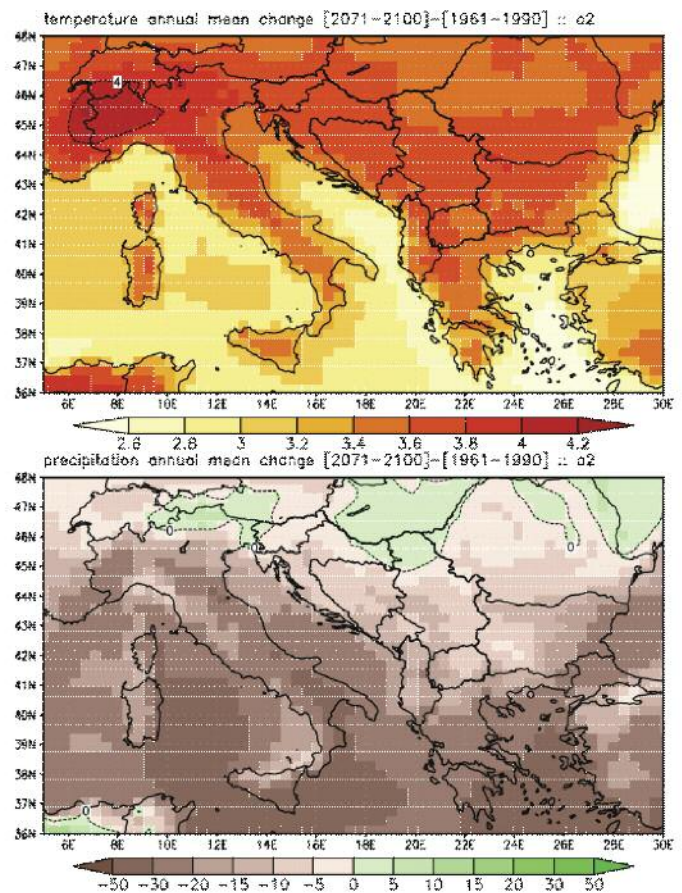 temperature annual mean change [2071-2100]-[1961-1990] :: a2
48N
47N
46N
45N
44N
43N
42N
41N
40N
39N
38N
37N
36N
4
6E 8E 10E 12E 14E 16E 18E 20E 22E 24E 26E 28E 30E
2.6 2.8 3 3.2 3.4 3.6 3.8 4 4.2
precipitation annual mean change [2071-2100]-[1961-1990] :: a2
48N
47N
46N
45N
44N
43N
42N
41N
40N
39N
38N
37N
36N
0
0
0
0
6E 8E 10E 12E 14E 16E 18E 20E 22E 24E 26E 28E 30E
-50 -30 -20 -15 -10 -5 0 5 10 15 20 30 50